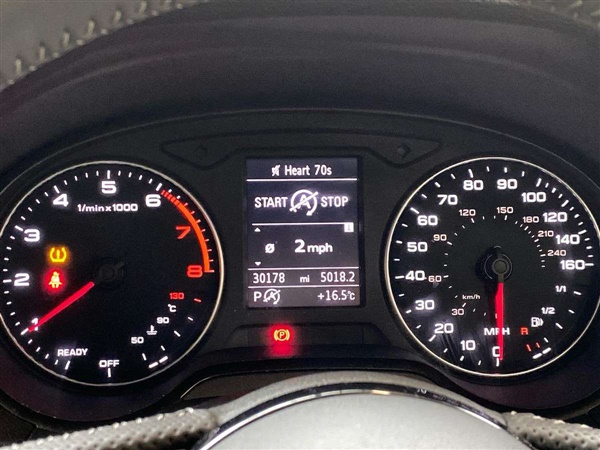 Heart 70s
START A STOP
ø 2 mph
30178 mi 5018.2
P A +16.5°C
(P)
1/min x 1000
1 2 3 4 5 6 7 8
130
°C
90
50
READY OFF
0 10 20 30 40 50 60 70 80 90 100 120 140 160
30 60 90 120 150 180 210 240
km/h
MPH
R 1/2 1/1